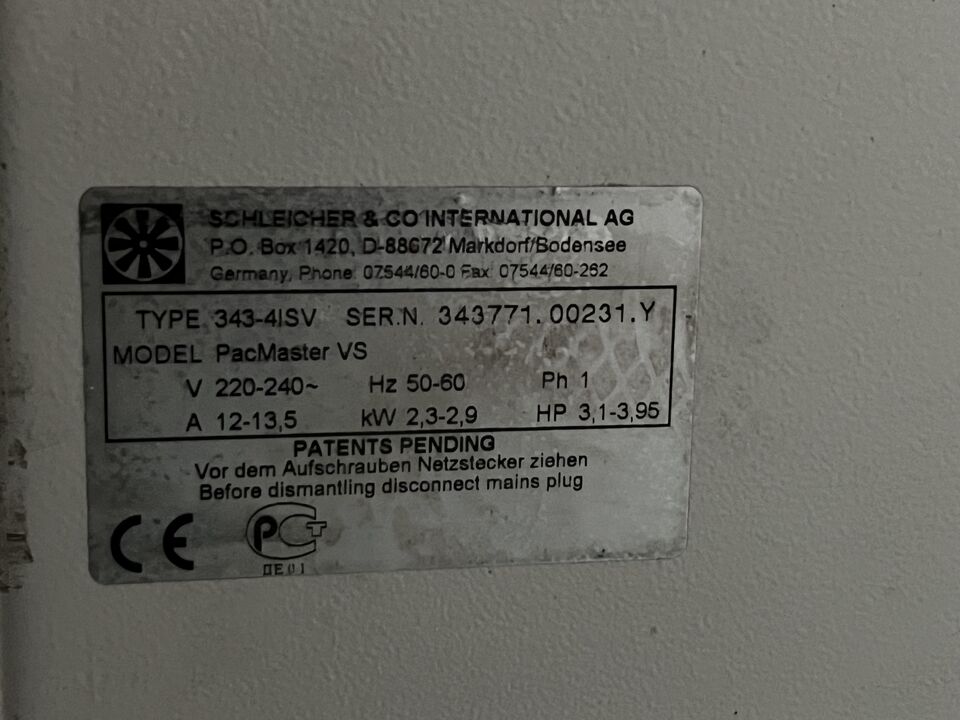 SCHLEICHER & CO INTERNATIONAL AG
P.O. Box 1420, D-88672 Markdorf/Bodensee
Germany, Phone 07544/60-0 Fax 07544/60-262
TYPE 343-4ISV SER.N. 343771.00231.Y
MODEL PacMaster VS
V 220-240~ Hz 50-60 Ph 1
A 12-13,5 kW 2,3-2,9 HP 3,1-3,95
PATENTS PENDING
Vor dem Aufschrauben Netzstecker ziehen
Before dismantling disconnect mains plug
CE РСТ
ПЕ01